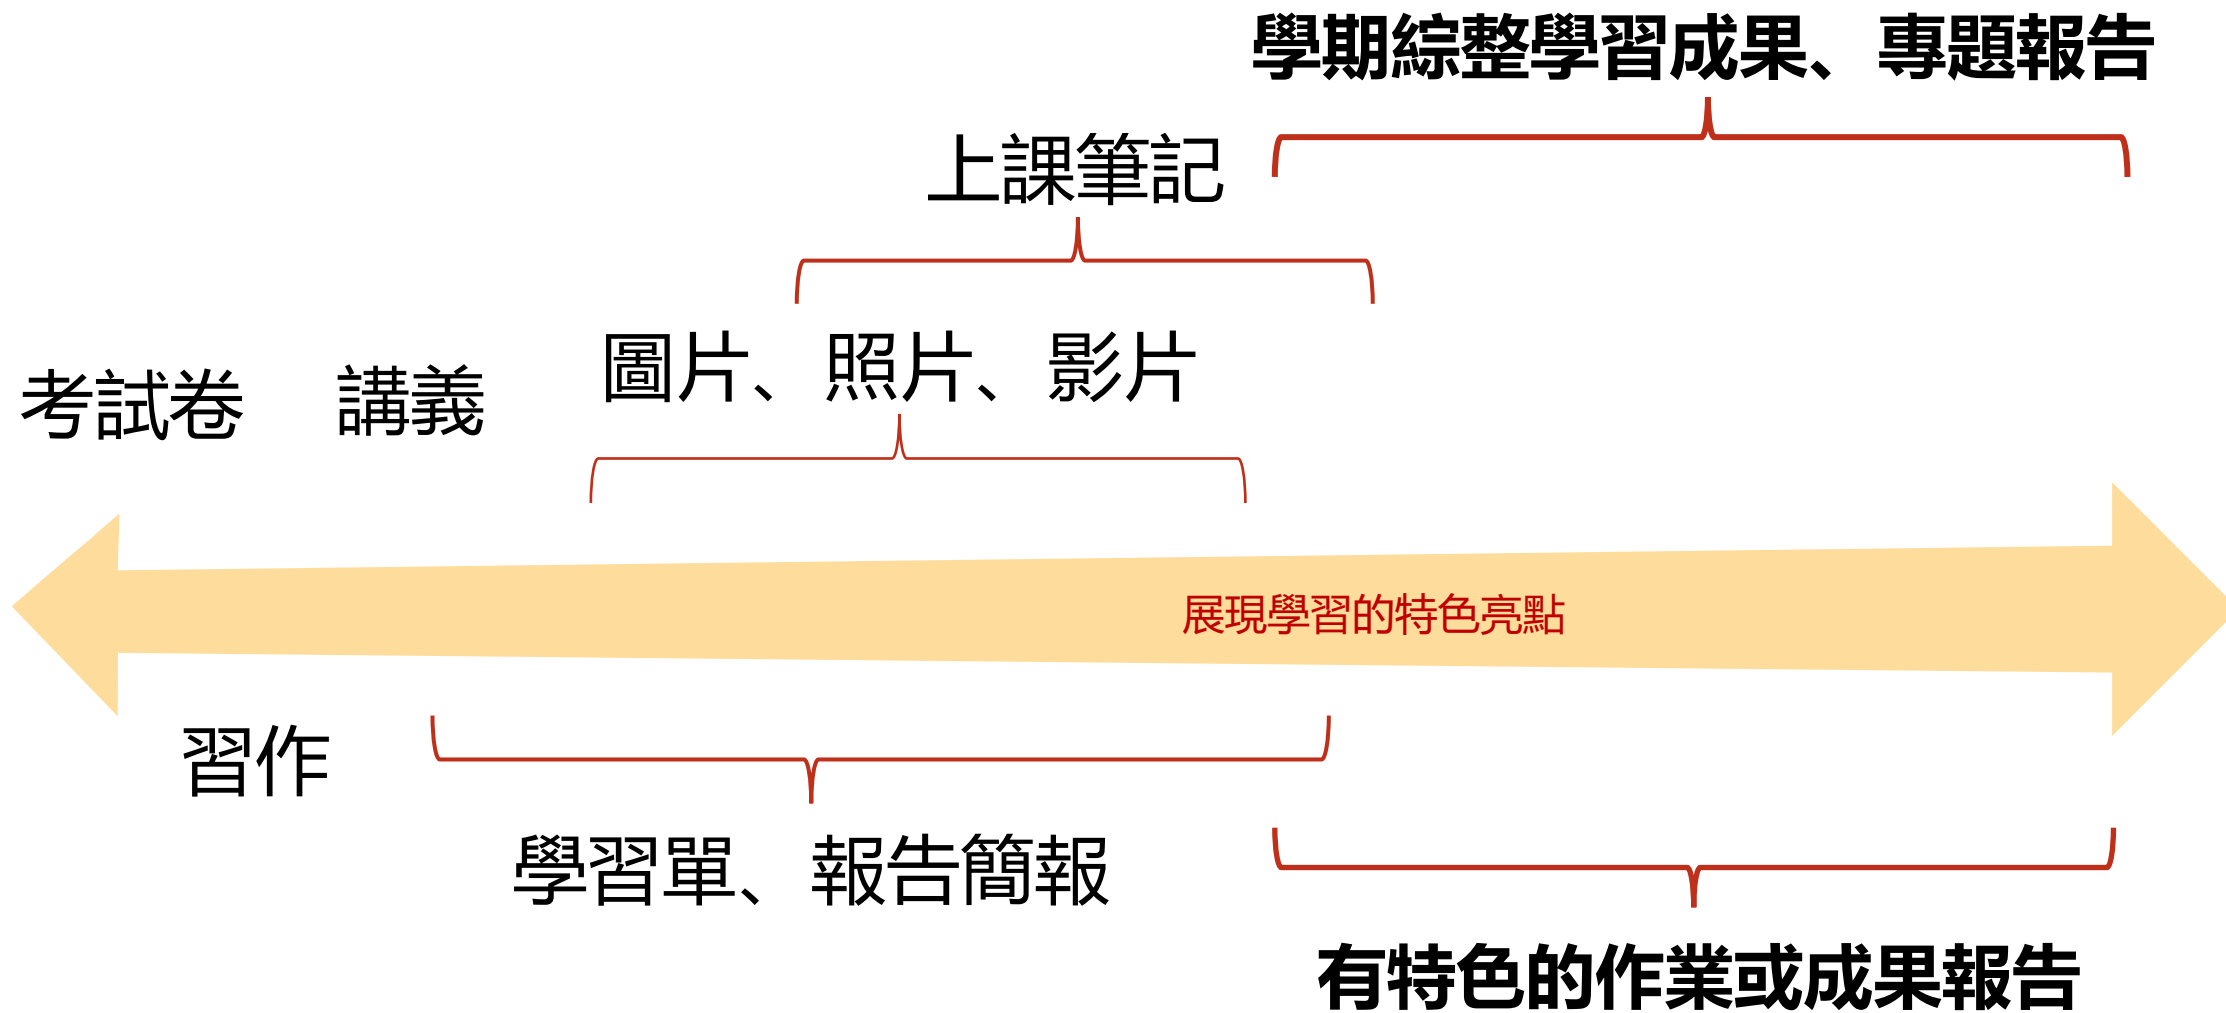 學期綜整學習成果、專題報告
上課筆記
圖片、照片、影片
考試卷
講義
展現學習的特色亮點
習作
學習單、報告簡報
有特色的作業或成果報告